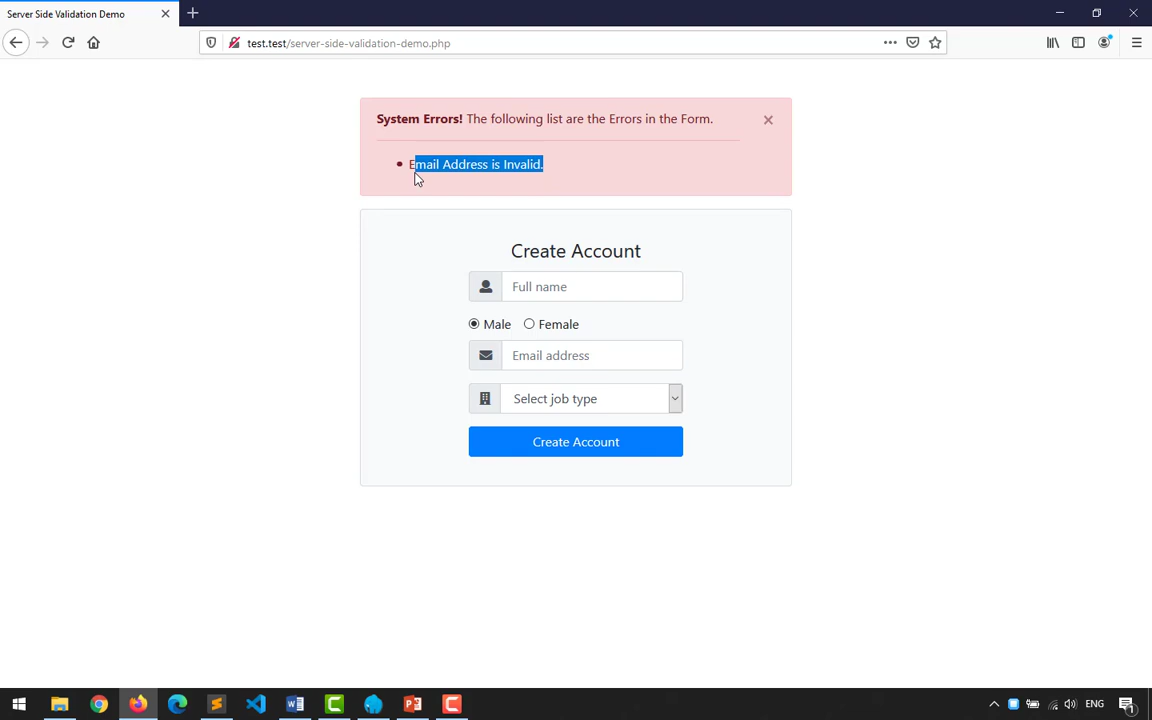 Server Side Validation Demo
test.test/server-side-validation-demo.php
System Errors! The following list are the Errors in the Form.
Email Address is Invalid.
Create Account
Full name
Male Female
Email address
Select job type
Create Account
ENG